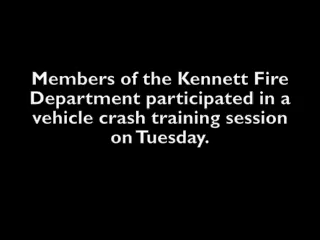 Members of the Kennett Fire
Department participated in a
vehicle crash training session
on Tuesday.